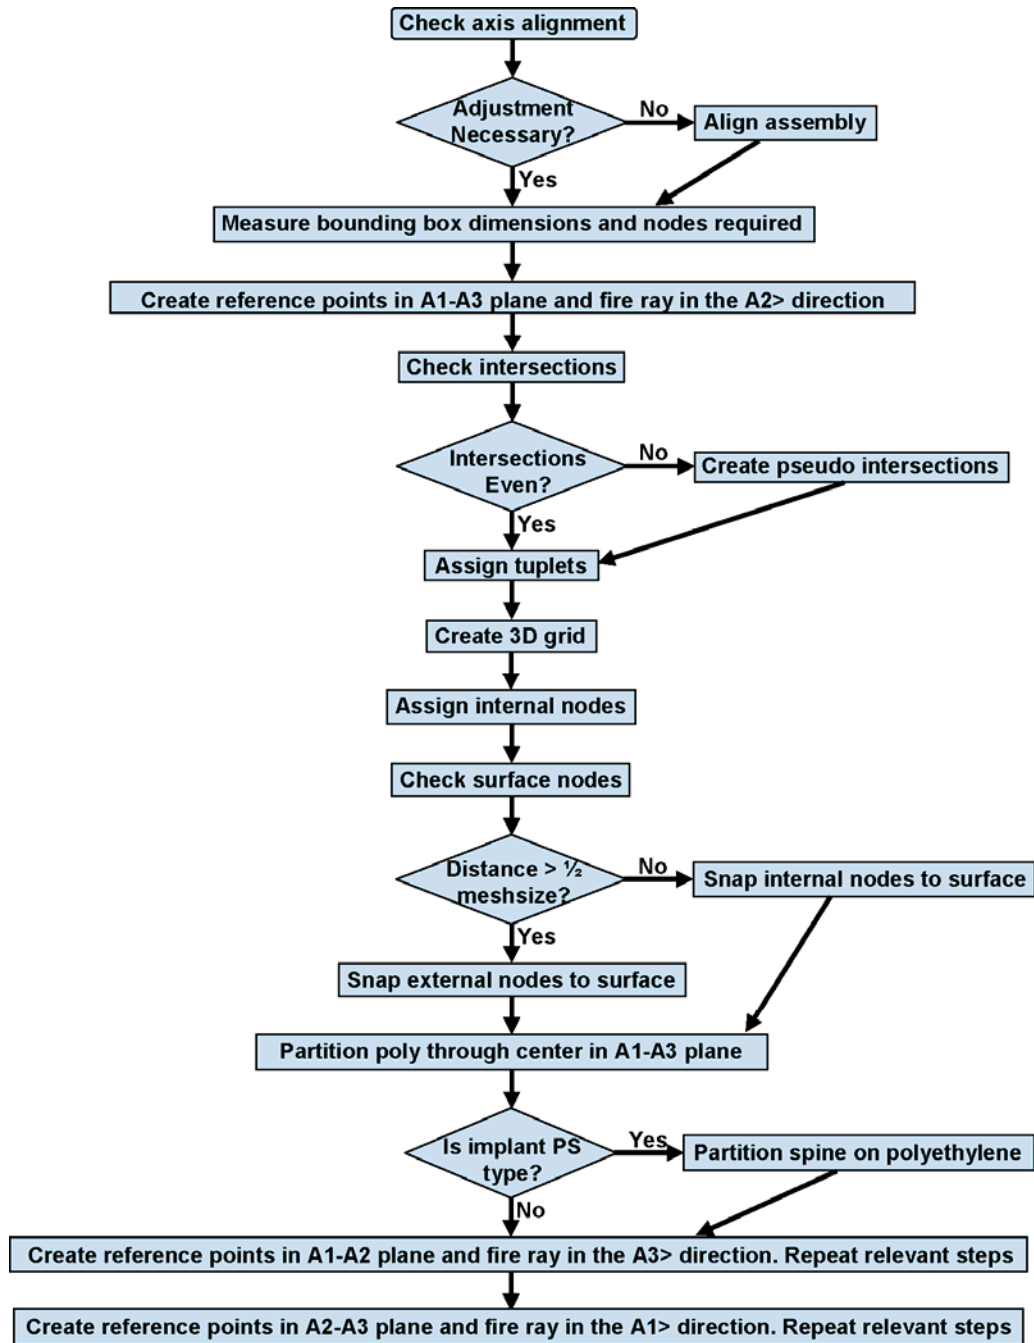 Check axis alignment
Adjustment
Necessary?
No
Align assembly
Yes
Measure bounding box dimensions and nodes required
Create reference points in A1-A3 plane and fire ray in the A2> direction
Check intersections
Intersections
Even?
No
Create pseudo intersections
Yes
Assign tuplets
Create 3D grid
Assign internal nodes
Check surface nodes
Distance > ½
meshsize?
No
Snap internal nodes to surface
Yes
Snap external nodes to surface
Partition poly through center in A1-A3 plane
Is implant PS
type?
Yes
Partition spine on polyethylene
No
Create reference points in A1-A2 plane and fire ray in the A3> direction. Repeat relevant steps
Create reference points in A2-A3 plane and fire ray in the A1> direction. Repeat relevant steps